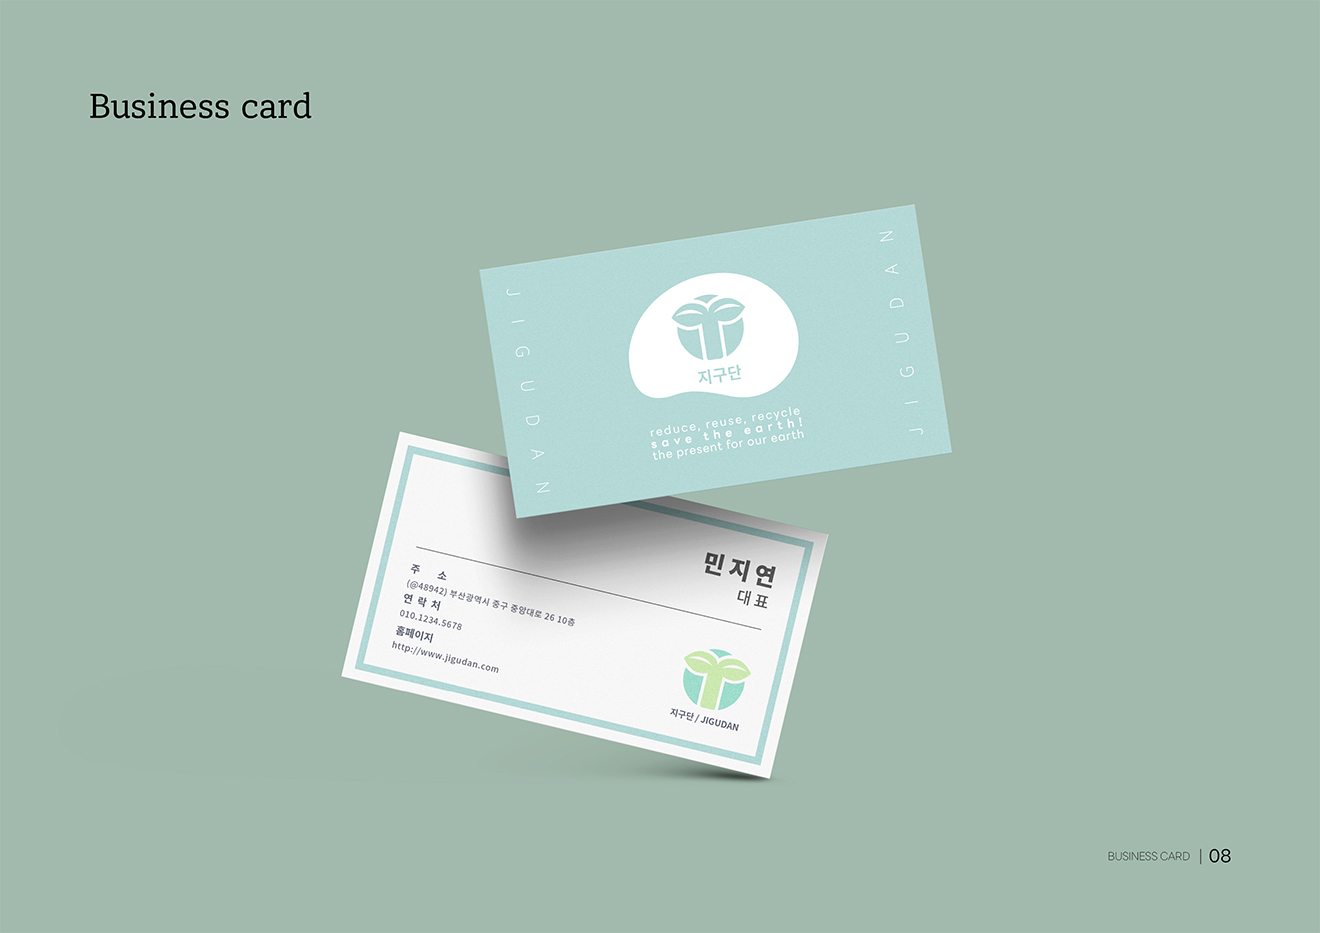 Business card
JIGUDAN
JIGUDAN
지구단
reduce, reuse, recycle
save the earth!
the present for our earth
민지연
대표
주 소
(@48942) 부산광역시 중구 중앙대로 26 10층
연락처
010.1234.5678
홈페이지
http://www.jigudan.com
지구단 / JIGUDAN
BUSINESS CARD | 08